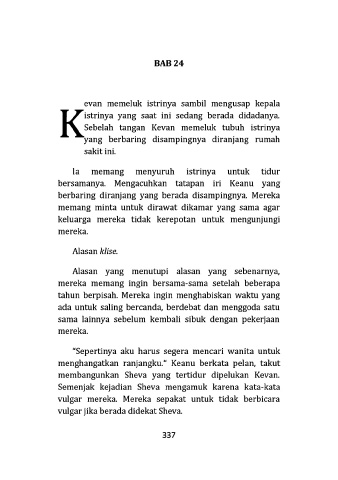 BAB 24
Kevan memeluk istrinya sambil mengusap kepala
istrinya yang saat ini sedang berada didadanya.
Sebelah tangan Kevan memeluk tubuh istrinya
yang berbaring disampingnya diranjang rumah
sakit ini.
Ia memang menyuruh istrinya untuk tidur
bersamanya. Mengacuhkan tatapan iri Keanu yang
berbaring diranjang yang berada disampingnya. Mereka
memang minta untuk dirawat dikamar yang sama agar
keluarga mereka tidak kerepotan untuk mengunjungi
mereka.
Alasan klise.
Alasan yang menutupi alasan yang sebenarnya,
mereka memang ingin bersama-sama setelah beberapa
tahun berpisah. Mereka ingin menghabiskan waktu yang
ada untuk saling bercanda, berdebat dan menggoda satu
sama lainnya sebelum kembali sibuk dengan pekerjaan
mereka.
"Sepertinya aku harus segera mencari wanita untuk
menghangatkan ranjangku." Keanu berkata pelan, takut
membangunkan Sheva yang tertidur dipelukan Kevan.
Semenjak kejadian Sheva mengamuk karena kata-kata
vulgar mereka. Mereka sepakat untuk tidak berbicara
vulgar jika berada didekat Sheva.
337